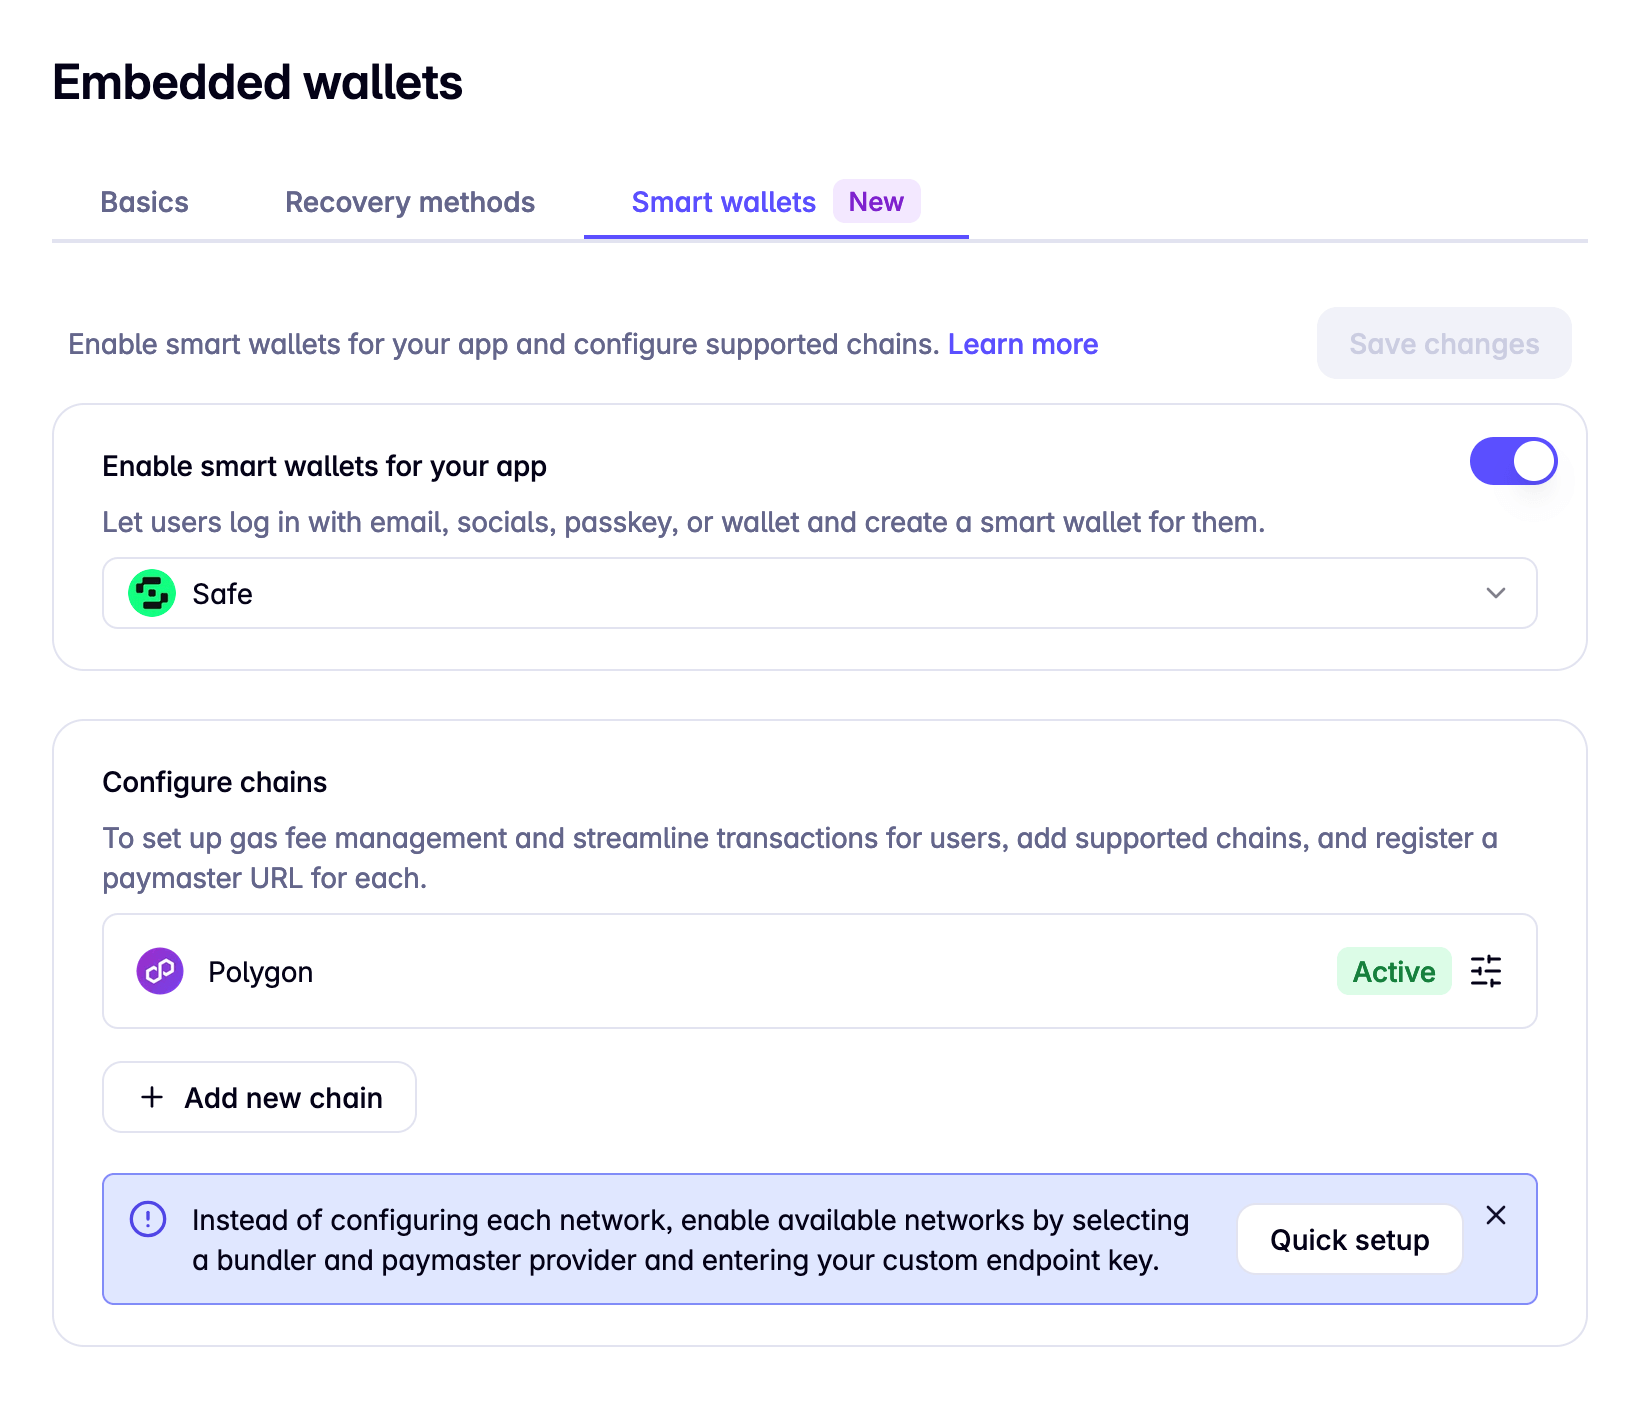 Embedded wallets
Basics
Recovery methods
Smart wallets
New
Enable smart wallets for your app and configure supported chains. Learn more
Save changes
Enable smart wallets for your app
Let users log in with email, socials, passkey, or wallet and create a smart wallet for them.
Safe
Configure chains
To set up gas fee management and streamline transactions for users, add supported chains, and register a
paymaster URL for each.
Polygon
Active
Add new chain
Instead of configuring each network, enable available networks by selecting
a bundler and paymaster provider and entering your custom endpoint key.
Quick setup